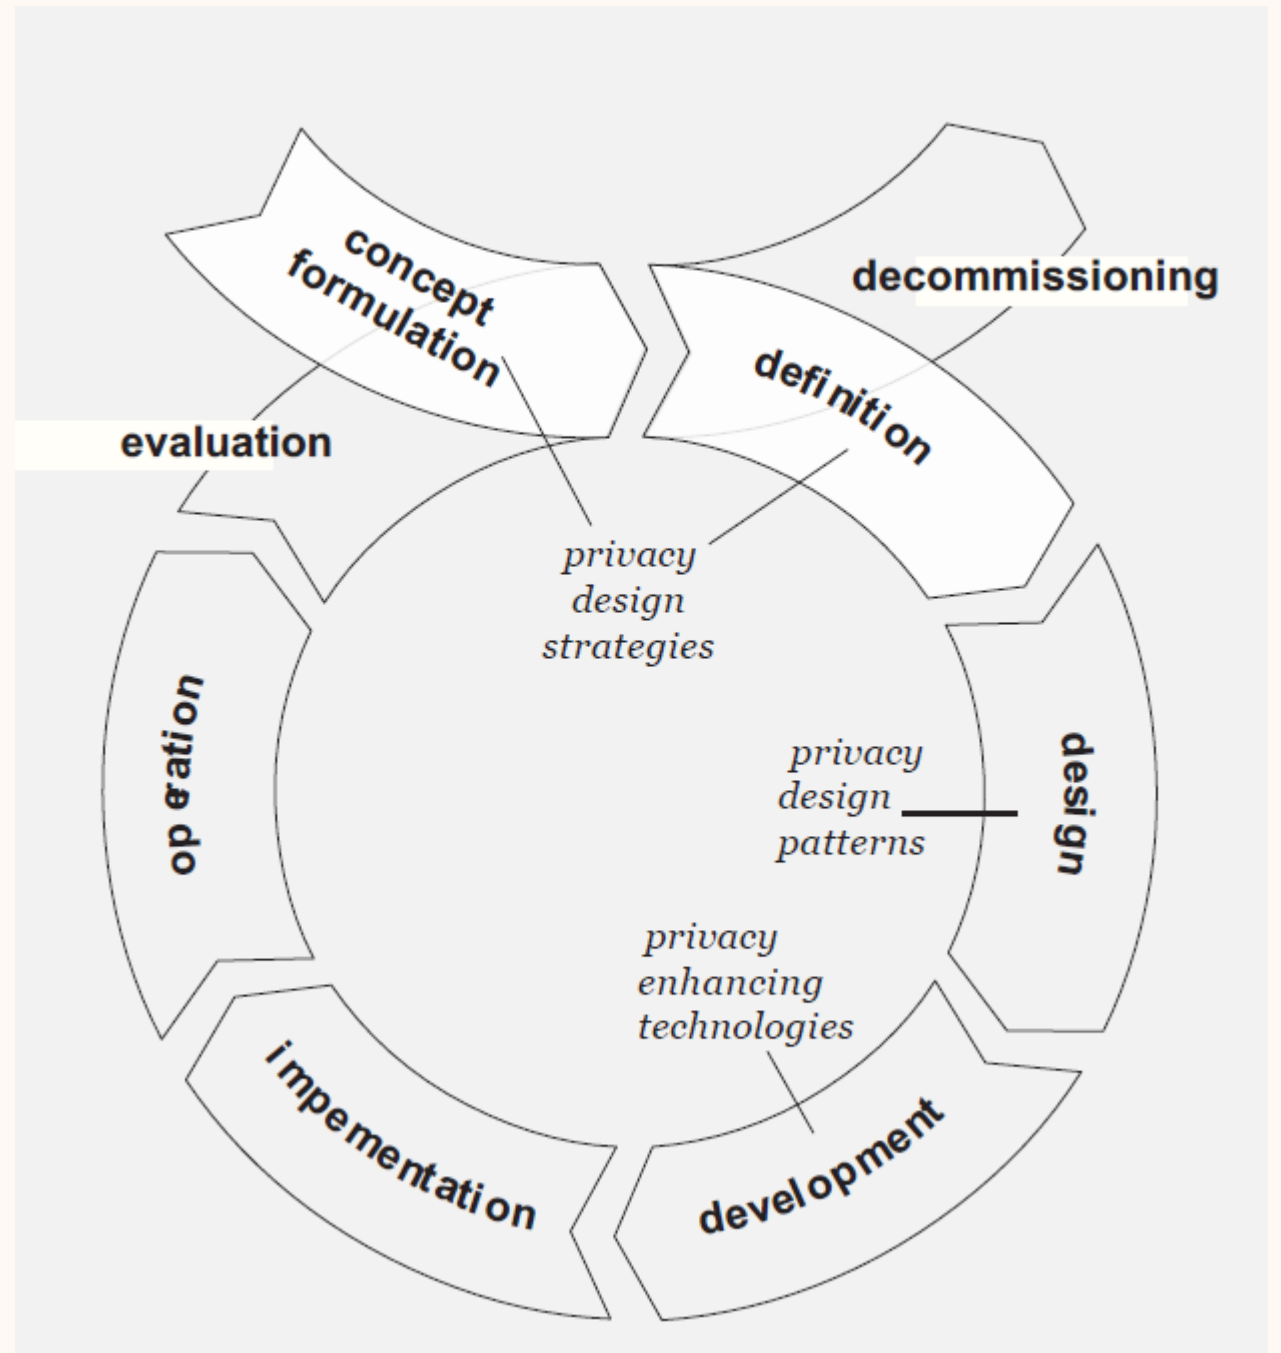 concept
formulation
decommissioning
definition
evaluation
privacy
design
strategies
operation
privacy
design
patterns
design
privacy
enhancing
technologies
impementation
development